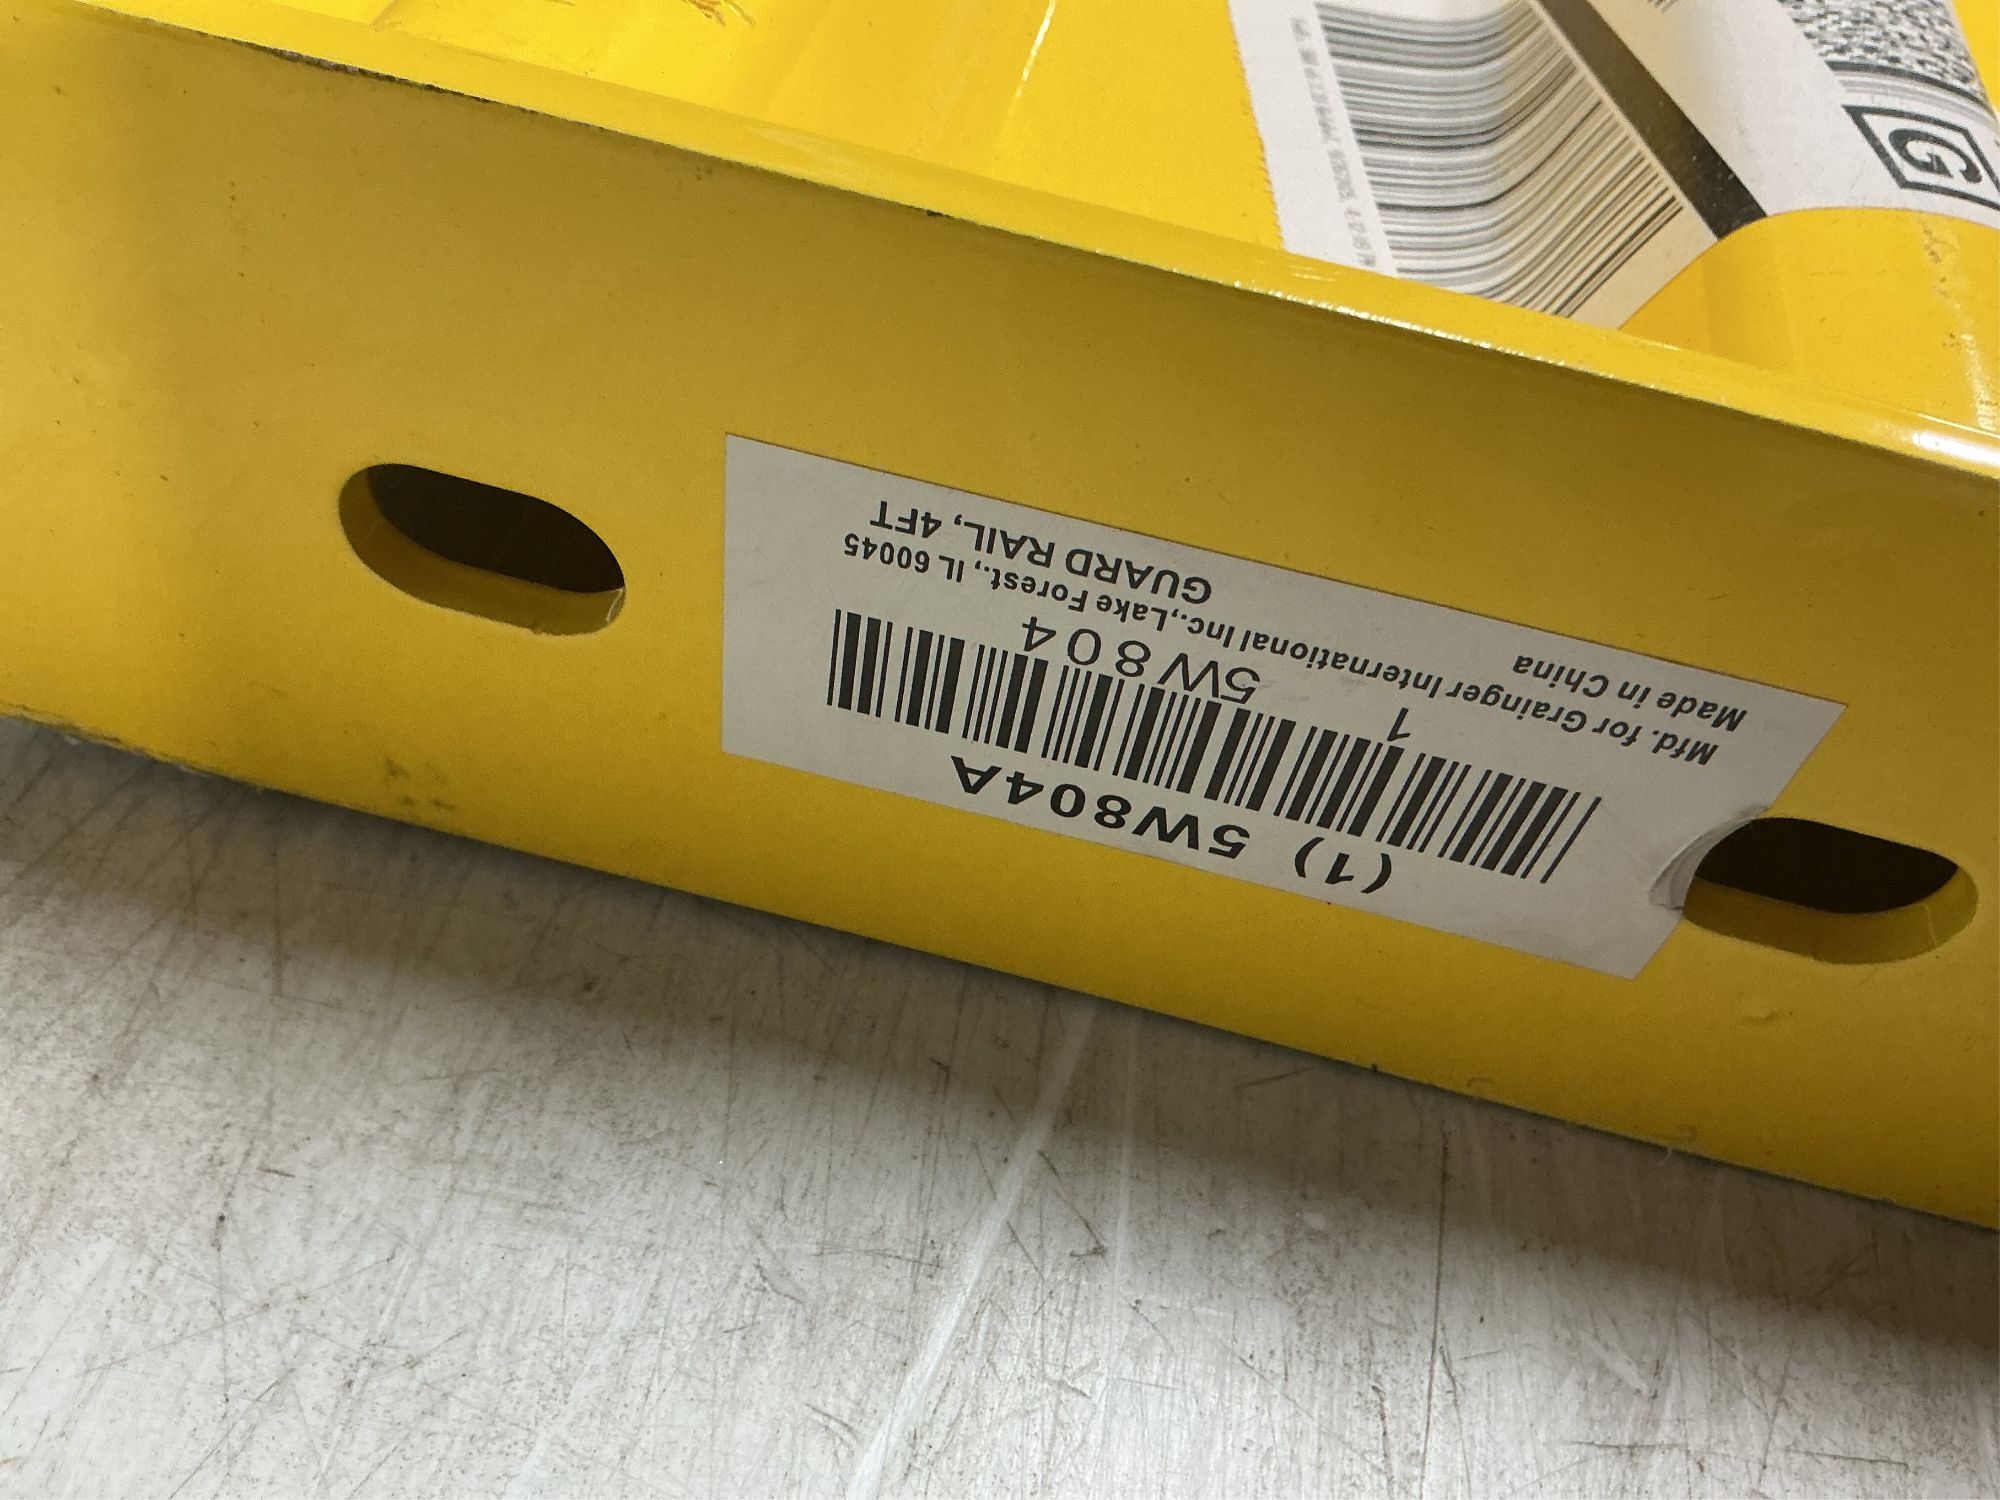 (1) 5W804A
1 5W804
Mfd. for Grainger International Inc.,Lake Forest., IL 60045
Made in China GUARD RAIL, 4FT
G